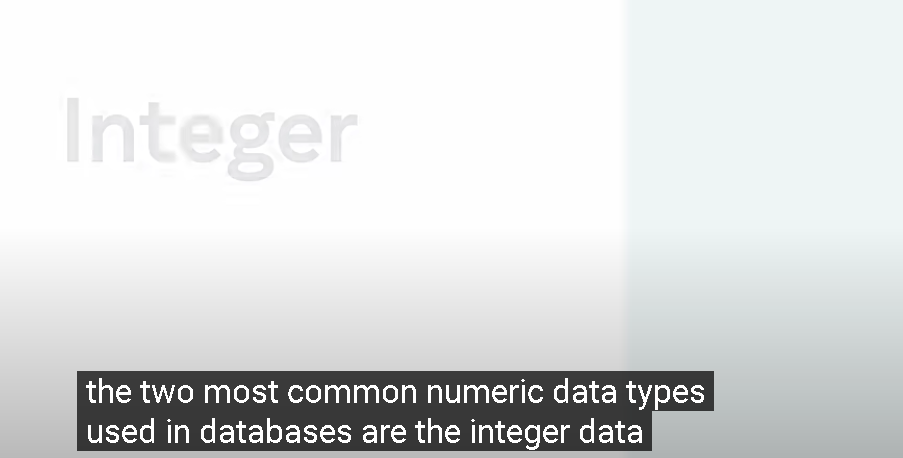 Integer
the two most common numeric data types
used in databases are the integer data